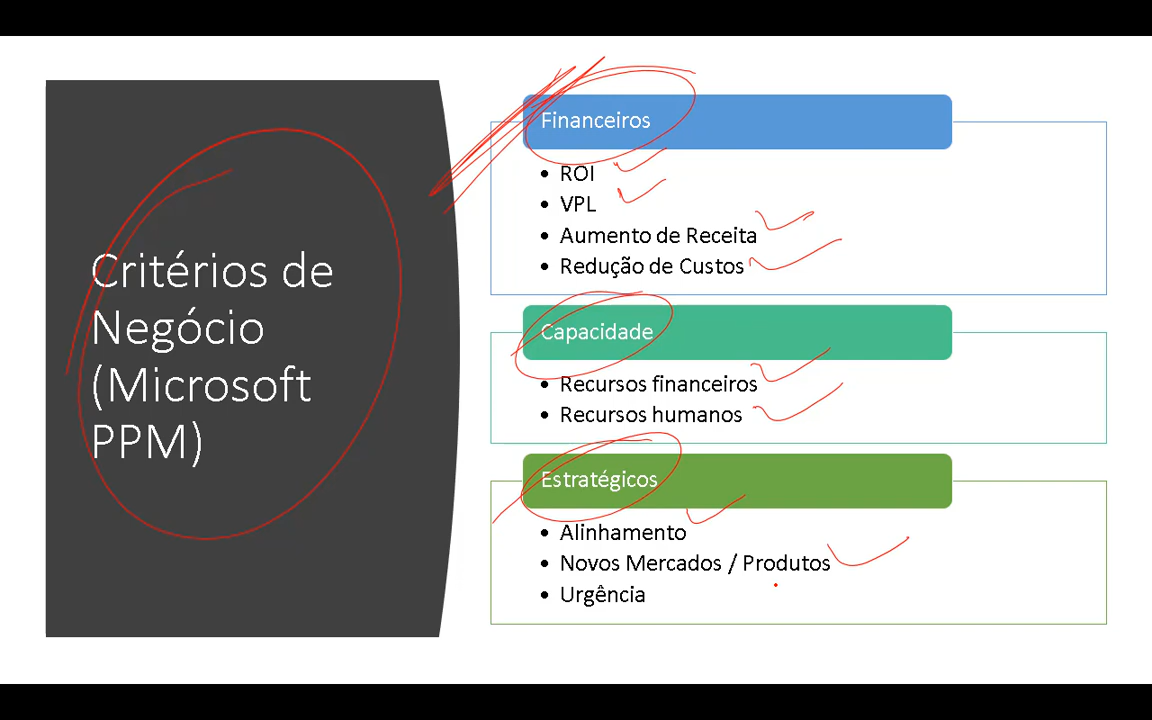 Critérios de
Negócio
(Microsoft
PPM)
Financeiros
• ROI
• VPL
• Aumento de Receita
• Redução de Custos
Capacidade
• Recursos financeiros
• Recursos humanos
Estratégicos
• Alinhamento
• Novos Mercados / Produtos
• Urgência